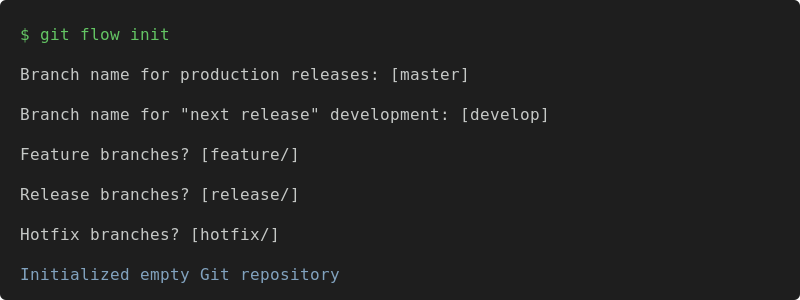 $ git flow init
Branch name for production releases: [master]
Branch name for "next release" development: [develop]
Feature branches? [feature/]
Release branches? [release/]
Hotfix branches? [hotfix/]
Initialized empty Git repository